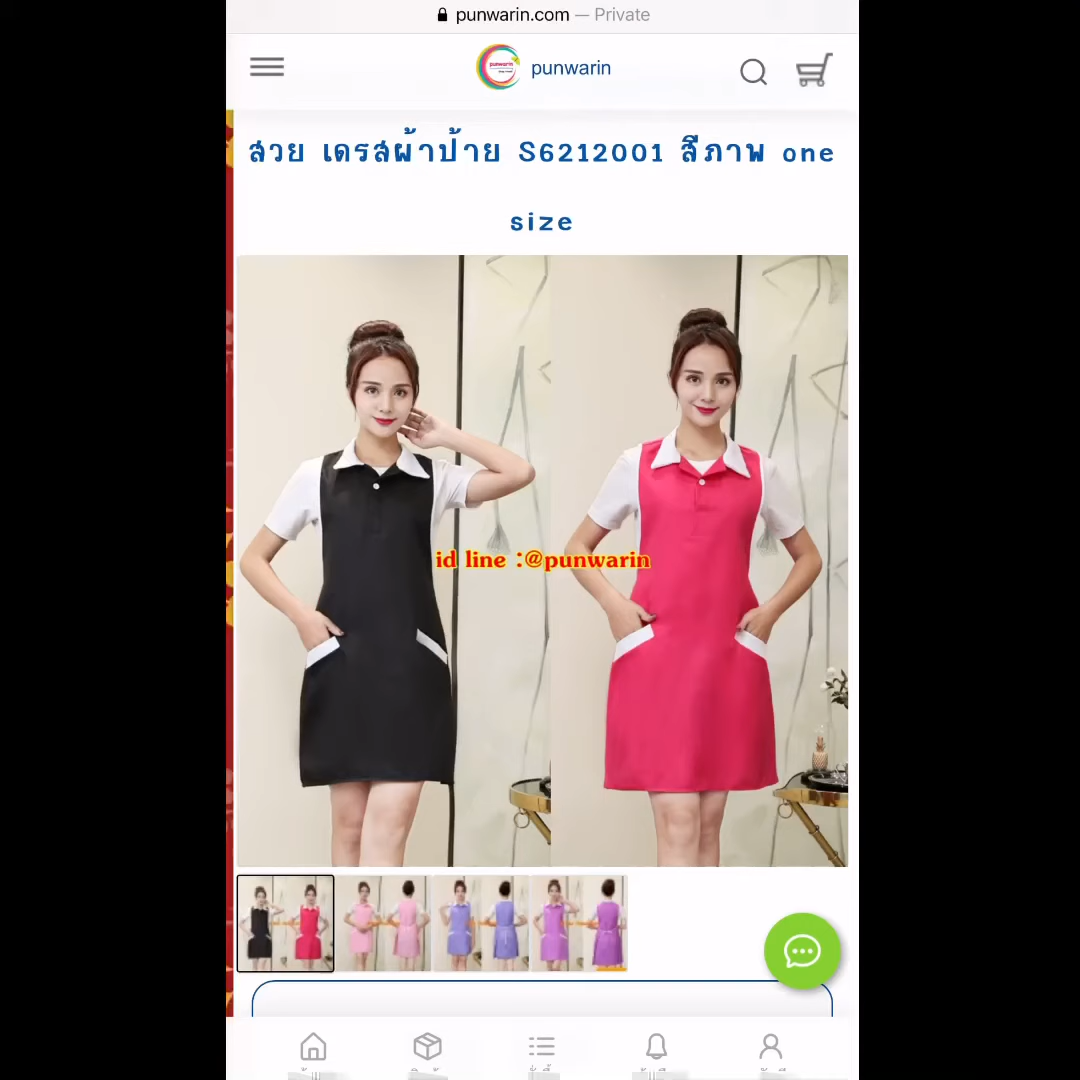 punwarin.com — Private
punwarin
สวย เดรสผ้าป้าย S6212001 สีภาพ one
size
id line :@punwarin